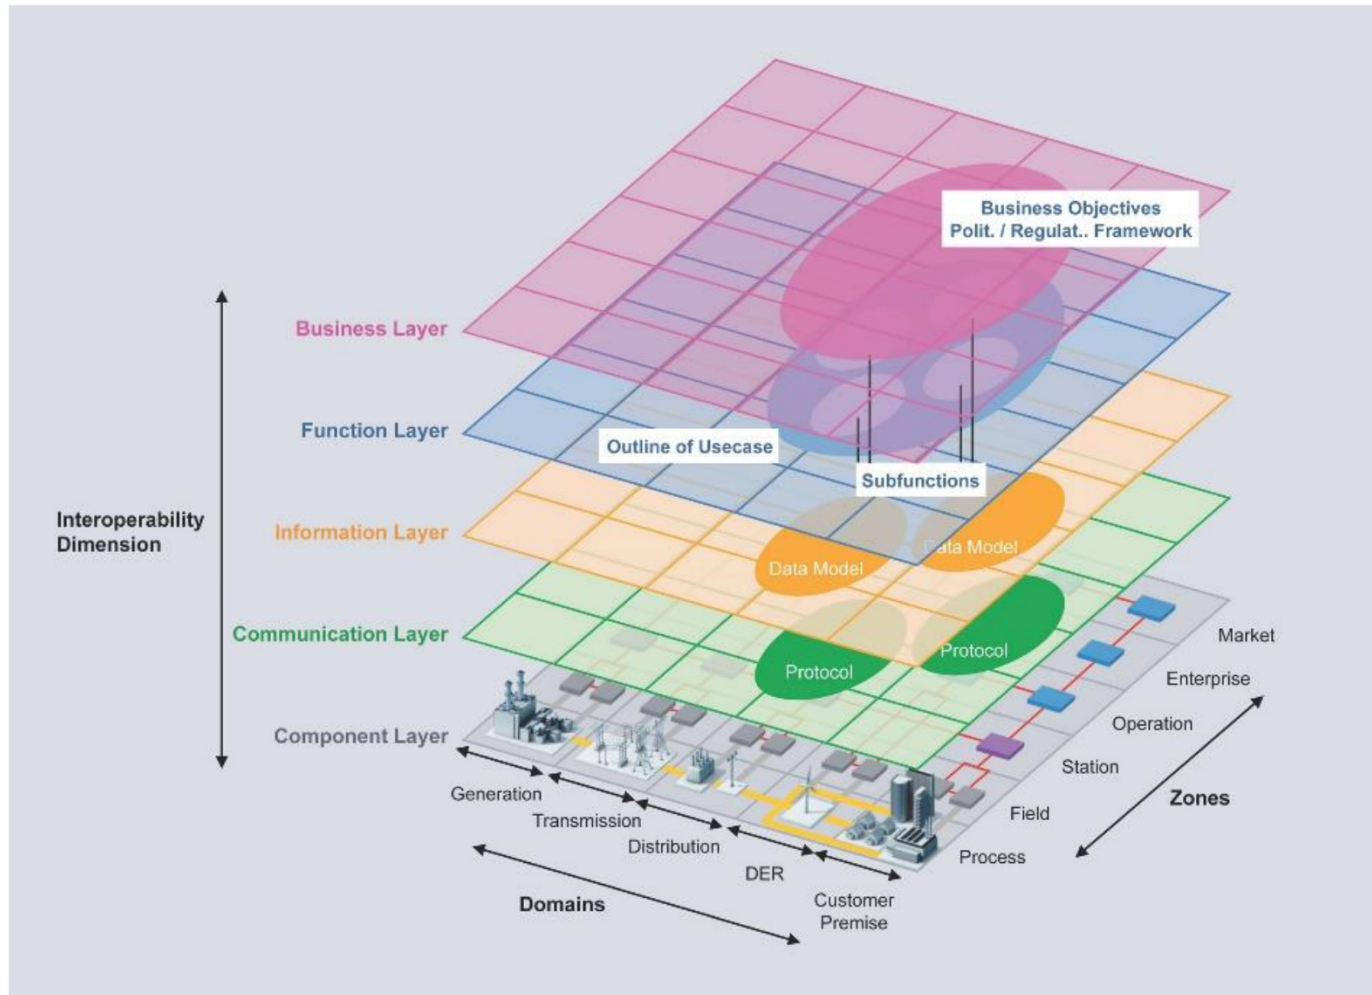 Business Objectives
Polit. / Regulat.. Framework
Business Layer
Function Layer
Outline of Usecase
Subfunctions
Interoperability
Dimension
Information Layer
Data Model
Data Model
Communication Layer
Protocol
Protocol
Component Layer
Market
Enterprise
Operation
Station
Field
Process
Zones
Generation
Transmission
Distribution
DER
Customer
Premise
Domains